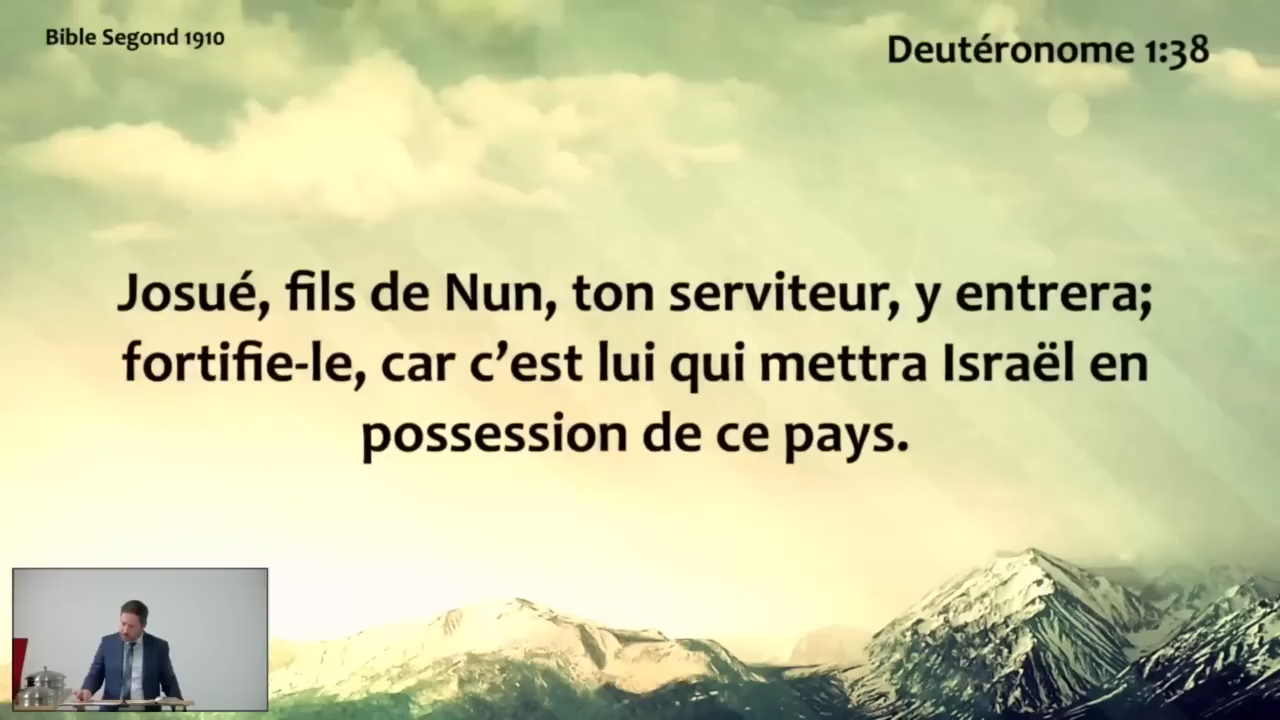 Bible Segond 1910
Deutéronome 1:38
Josué, fils de Nun, ton serviteur, y entrera;
fortifie-le, car c’est lui qui mettra Israël en
possession de ce pays.